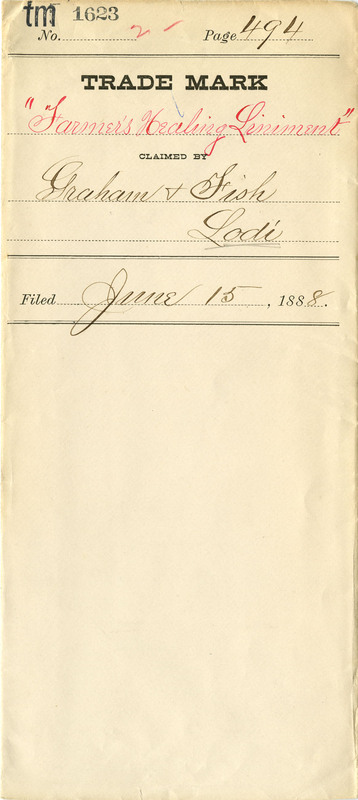 tm 1623
No. 2- Page 494
TRADE MARK
"Farmer's Healing Liniment"
CLAIMED BY
Graham & Fish
Lodi
Filed June 15, 1888.